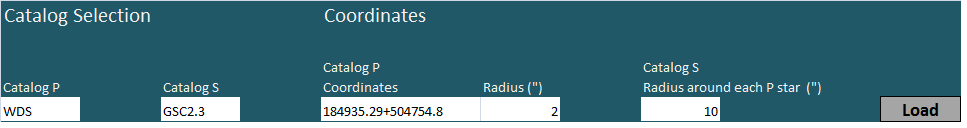 Catalog Selection Coordinates
Catalog P Catalog S
Catalog P Catalog S Coordinates Radius (") Radius around each P star (")
WDS GSC2.3 184935.29+504754.8 2 10 Load